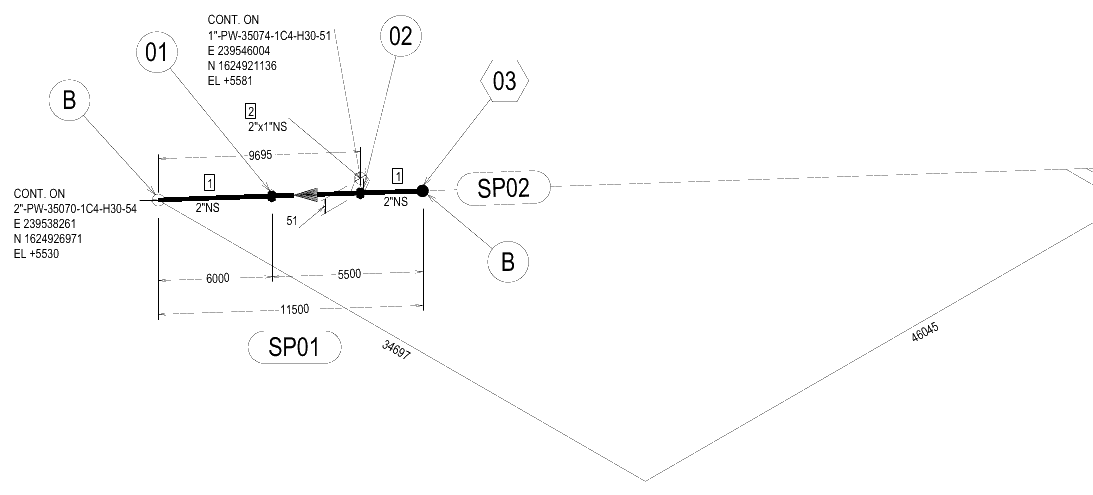 CONT. ON
1"-PW-35074-1C4-H30-51
E 239546004
N 1624921136
EL +5581
01
02
03
B
2
2"x1"NS
9695
1
1
SP02
CONT. ON
2"-PW-35070-1C4-H30-54
E 239538261
N 1624926971
EL +5530
2"NS
2"NS
51
B
6000
5500
11500
SP01
34697
46045